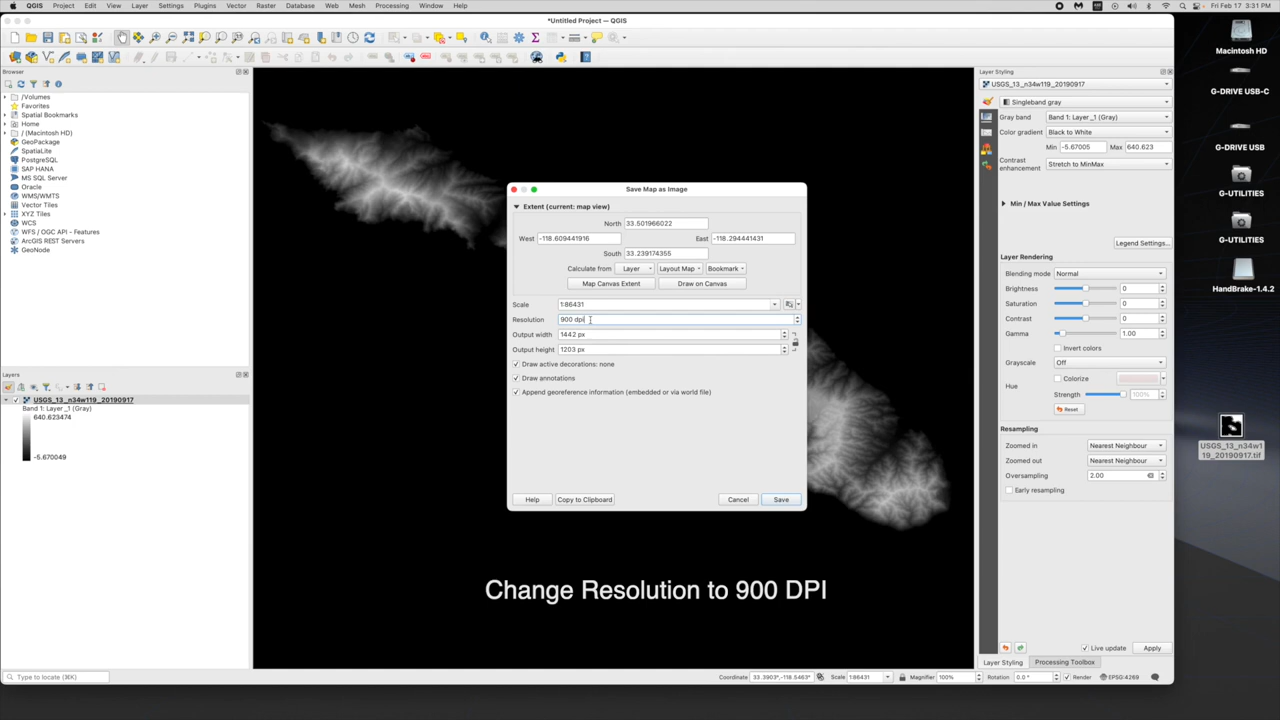 QGIS Project Edit View Layer Settings Plugins Vector Raster Database Web Mesh Processing Window Help
Fri Feb 17 3:31 PM
*Untitled Project — QGIS
Browser
/Volumes
Favorites
Spatial Bookmarks
Home
/ (Macintosh HD)
GeoPackage
SpatiaLite
PostgreSQL
SAP HANA
MS SQL Server
Oracle
WMS/WMTS
Vector Tiles
XYZ Tiles
WCS
WFS / OGC API - Features
ArcGIS REST Servers
GeoNode
Layers
USGS_13_n34w119_20190917
Band 1: Layer_1 (Gray)
640.623474
-5.670049
Type to locate (⌘K)
Save Map as Image
Extent (current: map view)
North 33.501966022
West -118.609441916 East -118.294441431
South 33.239174355
Calculate from Layer Layout Map Bookmark
Map Canvas Extent Draw on Canvas
Scale 1:86431
Resolution 900 dpi
Output width 1442 px
Output height 1203 px
Draw active decorations: none
Draw annotations
Append georeference information (embedded or via world file)
Help Copy to Clipboard Cancel Save
Change Resolution to 900 DPI
Layer Styling
USGS_13_n34w119_20190917
Singleband gray
Gray band Band 1: Layer_1 (Gray)
Color gradient Black to White
Min -5.67005 Max 640.623
Contrast
enhancement Stretch to MinMax
Min / Max Value Settings
Legend Settings...
Layer Rendering
Blending mode Normal
Brightness 0
Saturation 0
Contrast 0
Gamma 1.00
Invert colors
Grayscale Off
Hue Colorize
Strength 100%
Reset
Resampling
Zoomed in Nearest Neighbour
Zoomed out Nearest Neighbour
Oversampling 2.00
Early resampling
Live update Apply
Layer Styling Processing Toolbox
Coordinate 33.3903°,-118.5463° Scale 1:86431 Magnifier 100% Rotation 0.0 ° Render EPSG:4269
Macintosh HD
G-DRIVE USB-C
G-DRIVE USB
G-UTILITIES
G-UTILITIES
HandBrake-1.4.2
USGS_13_n34w1
19_20190917.tif